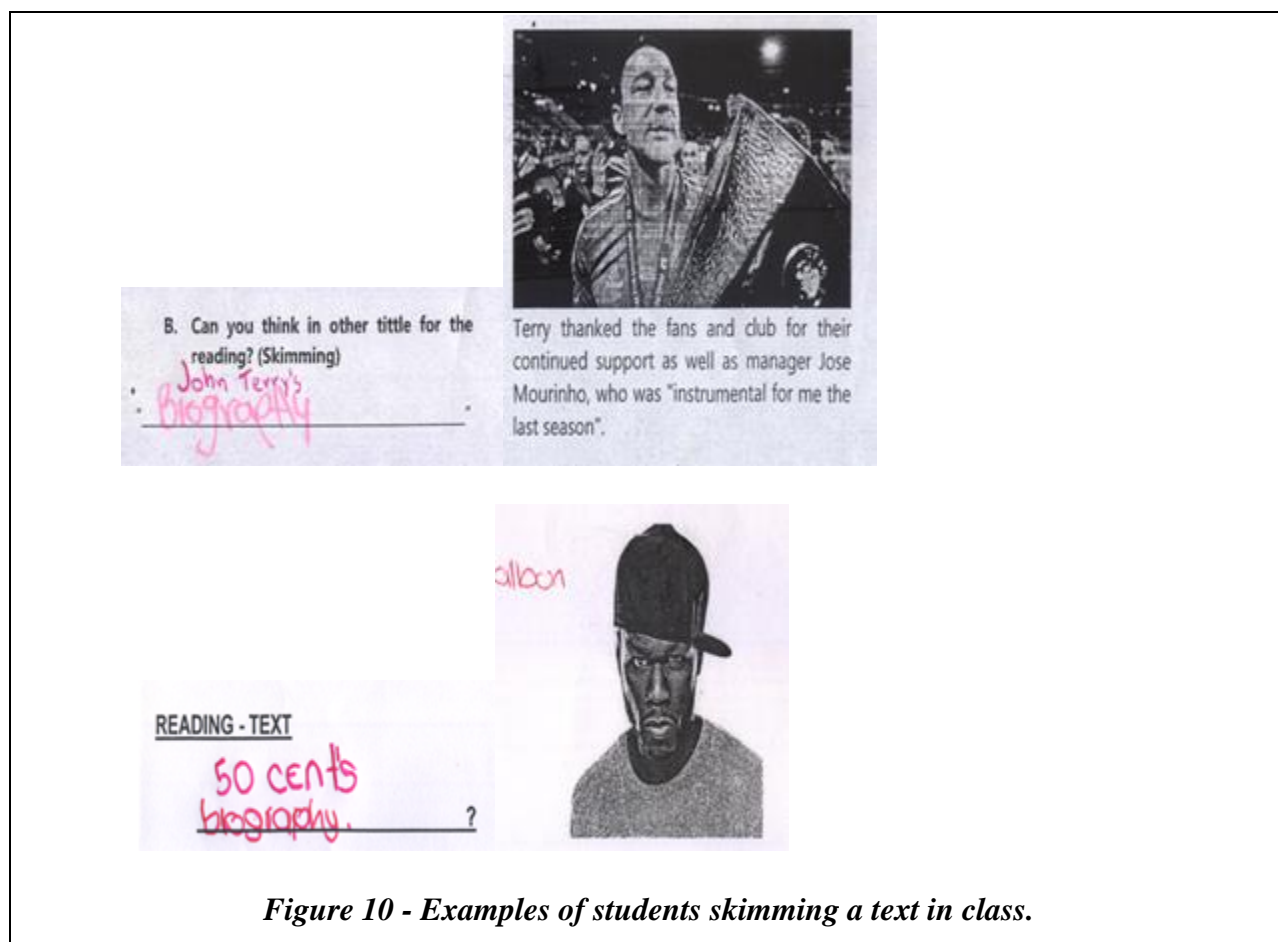 B. Can you think in other tittle for the
reading? (Skimming)
John Terry's
Biography
Terry thanked the fans and club for their
continued support as well as manager Jose
Mourinho, who was "instrumental for me the
last season".
READING - TEXT
50 cent's
biography. ?
Figure 10 - Examples of students skimming a text in class.